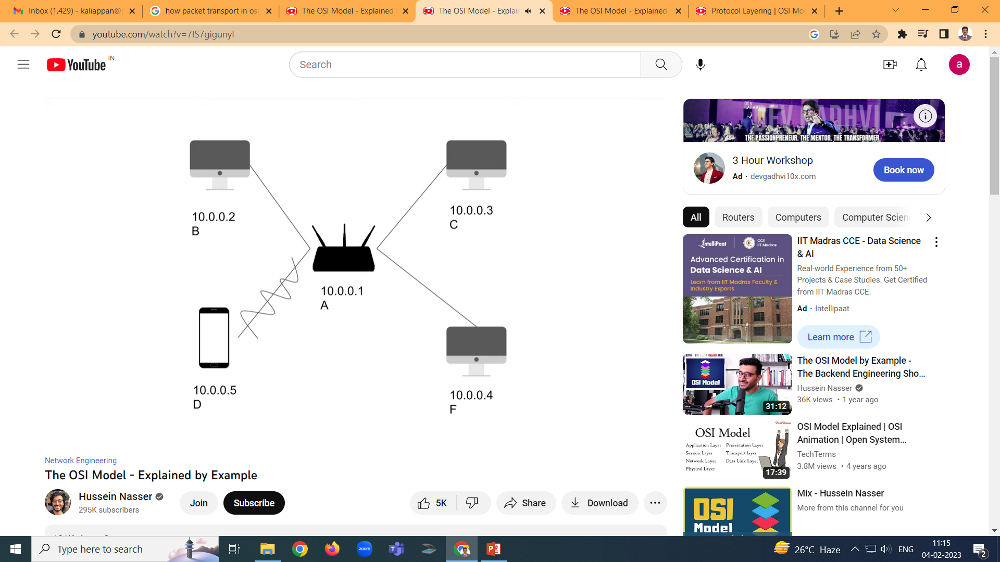 Inbox (1,429) - kaliappan@r
how packet transport in osi
The OSI Model - Explained
The OSI Model - Explain
The OSI Model - Explained
Protocol Layering | OSI Mo
youtube.com/watch?v=7IS7gigunyI
YouTube IN
Search
a
10.0.0.2
B
10.0.0.3
C
10.0.0.1
A
10.0.0.5
D
10.0.0.4
F
DEV
GADHVI
DEV GADHVI
THE PASSIONPRENEUR. THE MENTOR. THE TRANSFORMER.
3 Hour Workshop
Ad · devgadhvi10x.com
Book now
All
Routers
Computers
Computer Scien
IntelliPaat
CCE
IIT Madras
Advanced Certification in
Data Science & AI
Learn from IIT Madras Faculty &
Industry Experts
IIT Madras CCE - Data Science
& AI
Real-world Experience from 50+
Projects & Case Studies. Get Certified
from IIT Madras CCE.
Ad · Intellipaat
Learn more
OSI Model
31:12
The OSI Model by Example -
The Backend Engineering Sho...
Hussein Nasser
36K views • 1 year ago
TechTerms
OSI Model
Application Layer Presentation Layer
Session Layer Transport layer
Network Layer Data Link Layer
Physical Layer
17:39
OSI Model Explained | OSI
Animation | Open System...
TechTerms
3.8M views • 4 years ago
OSI
Model
Mix - Hussein Nasser
More from this channel for you
Network Engineering
The OSI Model - Explained by Example
Hussein Nasser
295K subscribers
Join
Subscribe
5K
Share
Download
Type here to search
zoom
26°C Haze
ENG
11:15
04-02-2023
2